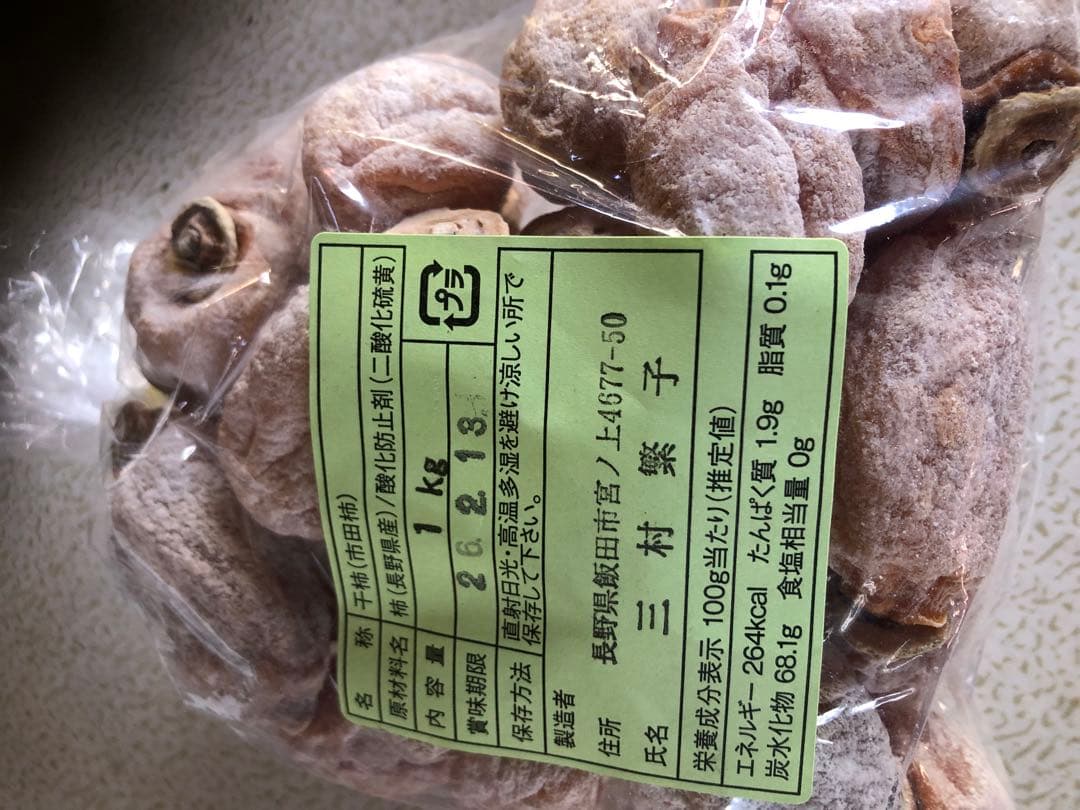 名称 干柿(市田柿)
原材料名 柿(長野県産)/酸化防止剤(二酸化硫黄)
内容量 1kg
プラ
賞味期限 26.2.13.
保存方法 直射日光・高温多湿を避け涼しい所で
保存して下さい。
製造者
住所 長野県飯田市宮ノ上4677-50
氏名 三村繁子
栄養成分表示 100g当たり(推定値)
エネルギー 264kcal たんぱく質 1.9g 脂質 0.1g
炭水化物 68.1g 食塩相当量 0g